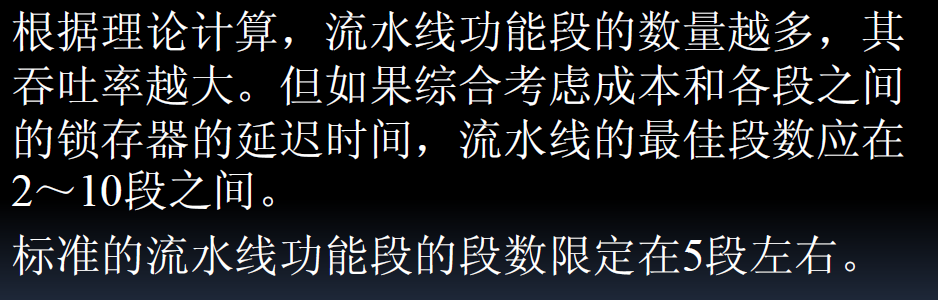 根据理论计算，流水线功能段的数量越多，其
吞吐率越大。但如果综合考虑成本和各段之间
的锁存器的延迟时间，流水线的最佳段数应在
2～10段之间。
标准的流水线功能段的段数限定在5段左右。